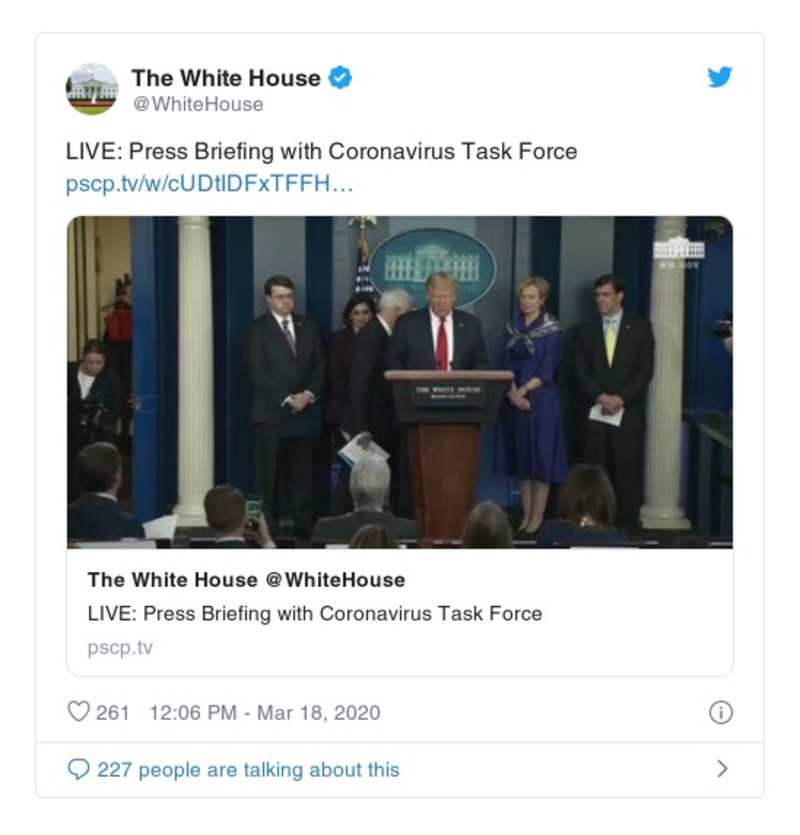 The White House
@WhiteHouse
LIVE: Press Briefing with Coronavirus Task Force
pscp.tv/w/cUDtIDFxTFFH…
WH.GOV
THE WHITE HOUSE
WASHINGTON
The White House @WhiteHouse
LIVE: Press Briefing with Coronavirus Task Force
pscp.tv
261 12:06 PM - Mar 18, 2020
227 people are talking about this